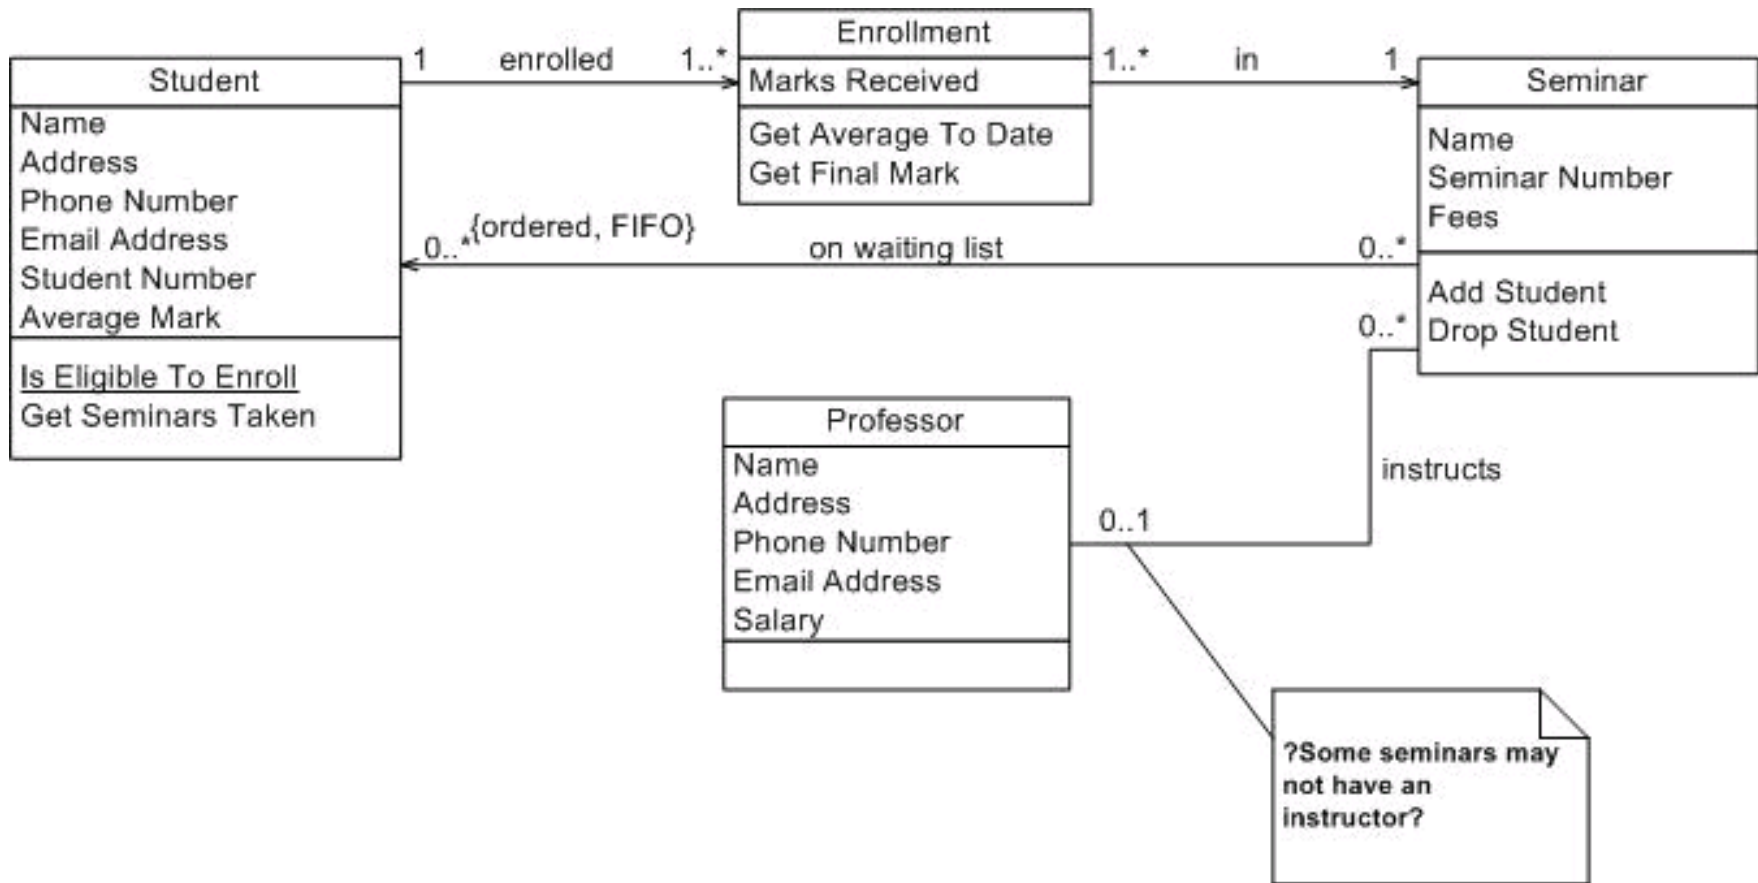 Student
Name
Address
Phone Number
Email Address
Student Number
Average Mark
Is Eligible To Enroll
Get Seminars Taken
1 enrolled 1..*
Enrollment
Marks Received
Get Average To Date
Get Final Mark
1..* in 1
Seminar
Name
Seminar Number
Fees
Add Student
Drop Student
0..* {ordered, FIFO} on waiting list 0..*
0..*
instructs
0..1
Professor
Name
Address
Phone Number
Email Address
Salary
?Some seminars may
not have an
instructor?